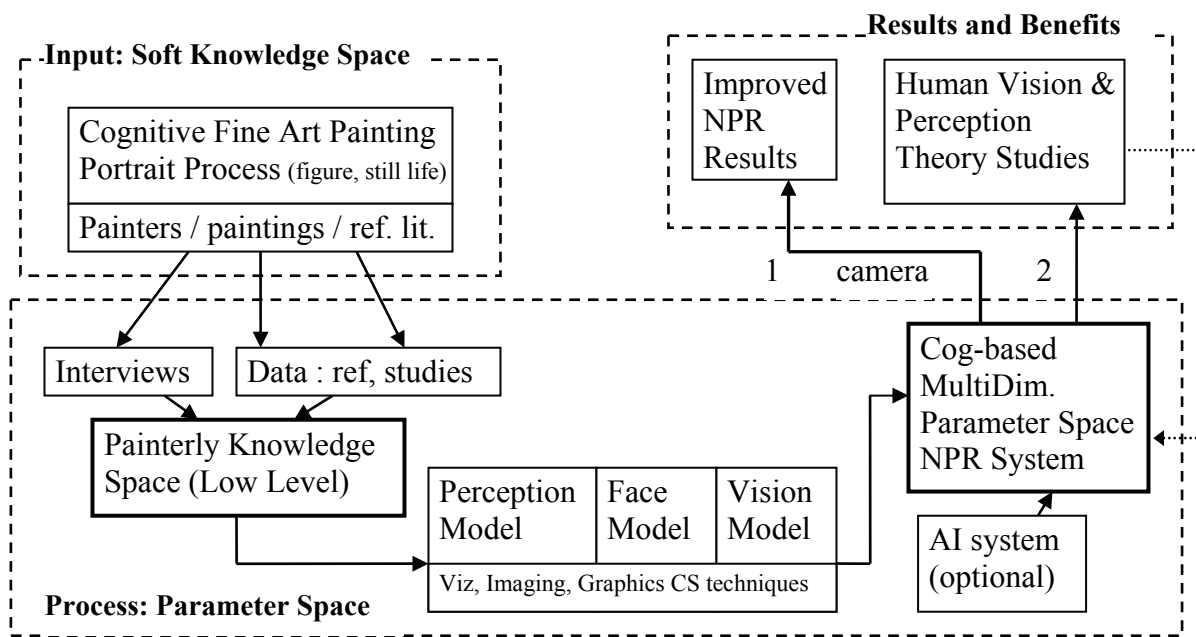 Input: Soft Knowledge Space
Cognitive Fine Art Painting
Portrait Process (figure, still life)
Painters / paintings / ref. lit.
Results and Benefits
Improved
NPR
Results
Human Vision &
Perception
Theory Studies
1 camera 2
Interviews
Data : ref, studies
Painterly Knowledge
Space (Low Level)
Perception
Model
Face
Model
Vision
Model
Viz, Imaging, Graphics CS techniques
Cog-based
MultiDim.
Parameter Space
NPR System
AI system
(optional)
Process: Parameter Space